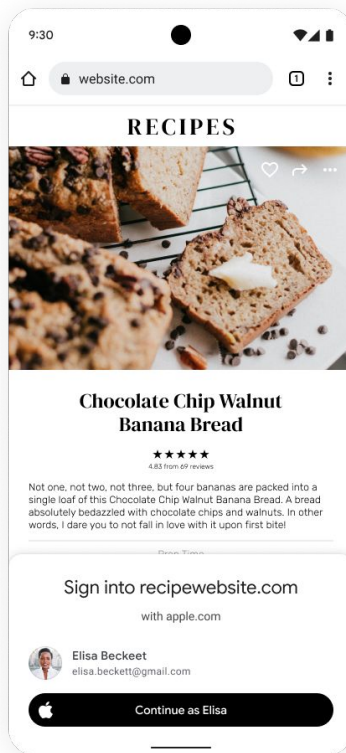 9:30
website.com
1
RECIPES
Chocolate Chip Walnut
Banana Bread
4.83 from 69 reviews
Not one, not two, not three, but four bananas are packed into a
single loaf of this Chocolate Chip Walnut Banana Bread. A bread
absolutely bedazzled with chocolate chips and walnuts. In other
words, I dare you to not fall in love with it upon first bite!
Prep Time
Sign into recipewebsite.com
with apple.com
Elisa Beckeet
elisa.beckett@gmail.com
Continue as Elisa